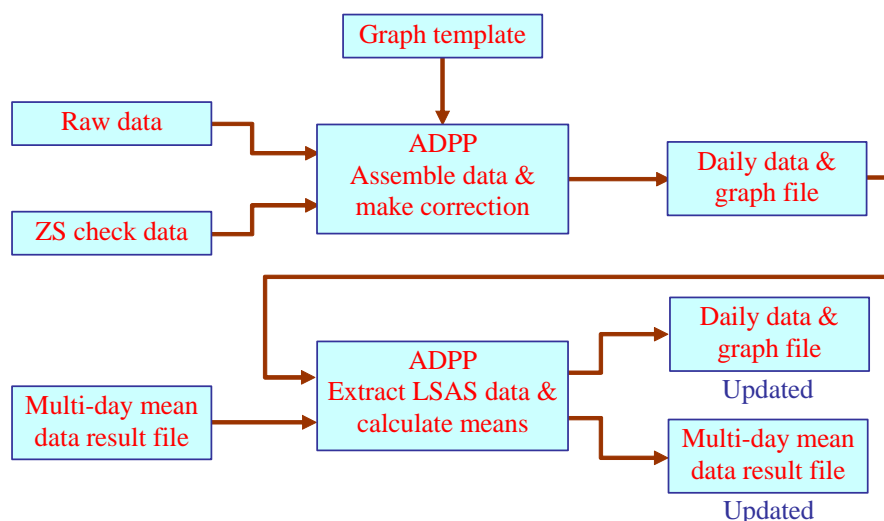 Graph template
Raw data
ADPP
Assemble data &
make correction
Daily data &
graph file
ZS check data
ADPP
Extract LSAS data &
calculate means
Daily data &
graph file
Updated
Multi-day mean
data result file
Multi-day mean
data result file
Updated